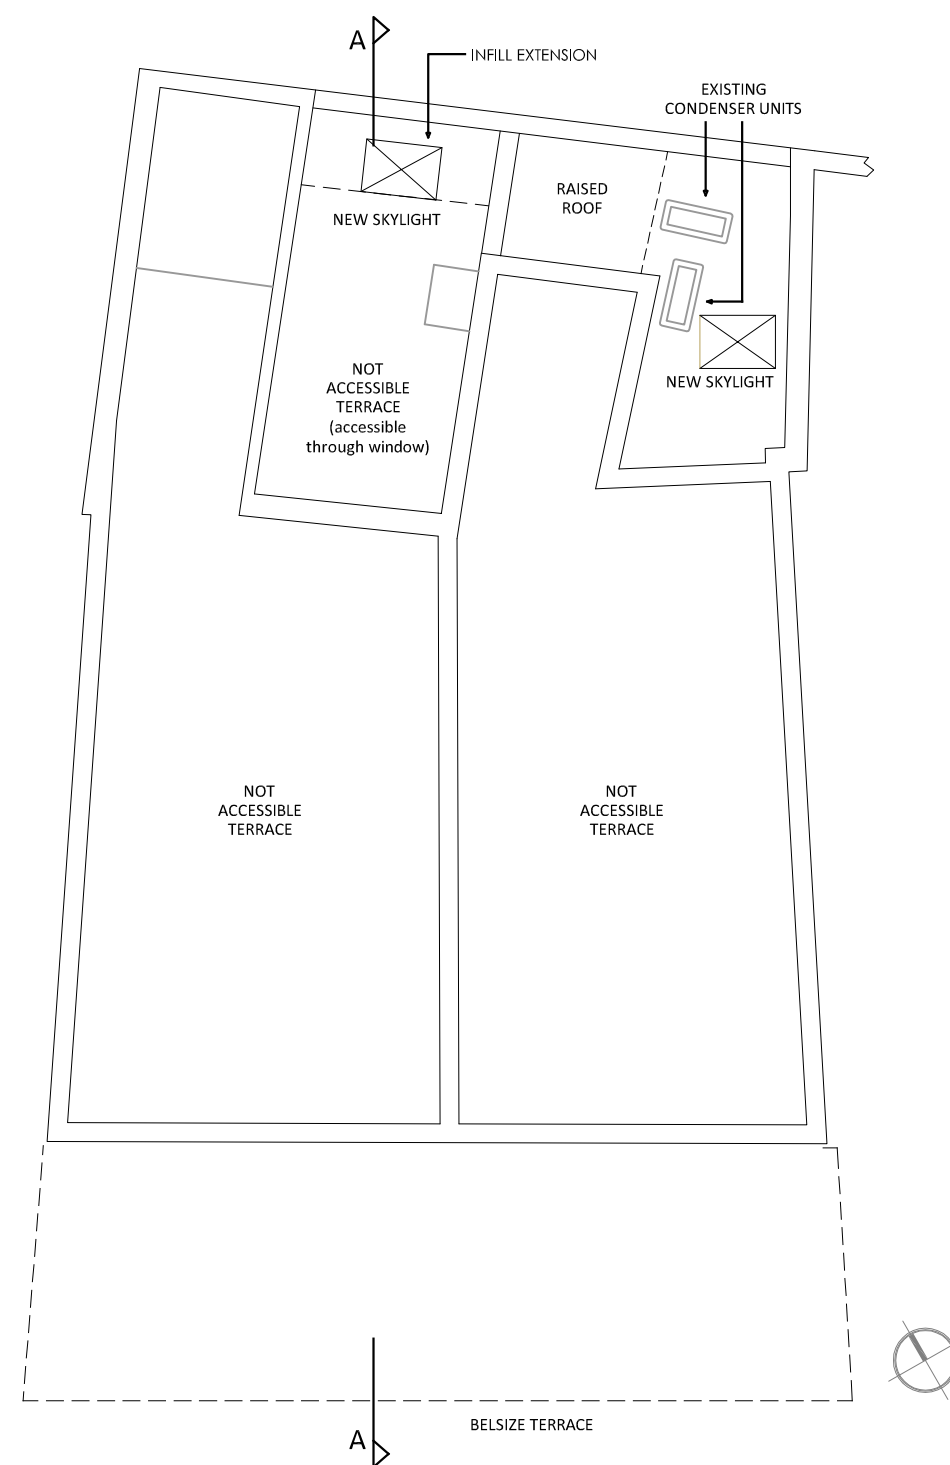 A
INFILL EXTENSION
EXISTING
CONDENSER UNITS
RAISED
ROOF
NEW SKYLIGHT
NOT
ACCESSIBLE
TERRACE
(accessible
through window)
NEW SKYLIGHT
NOT
ACCESSIBLE
TERRACE
NOT
ACCESSIBLE
TERRACE
BELSIZE TERRACE
A